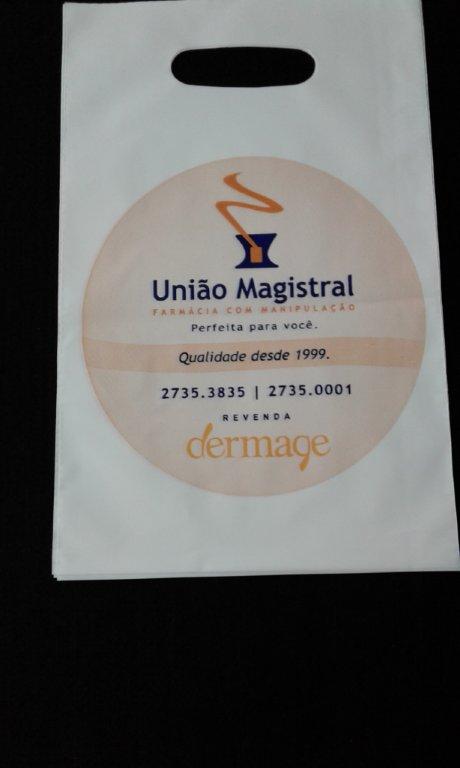 União Magistral
FARMÁCIA COM MANIPULAÇÃO
Perfeita para você.
Qualidade desde 1999.
2735.3835 | 2735.0001
REVENDA
dermage